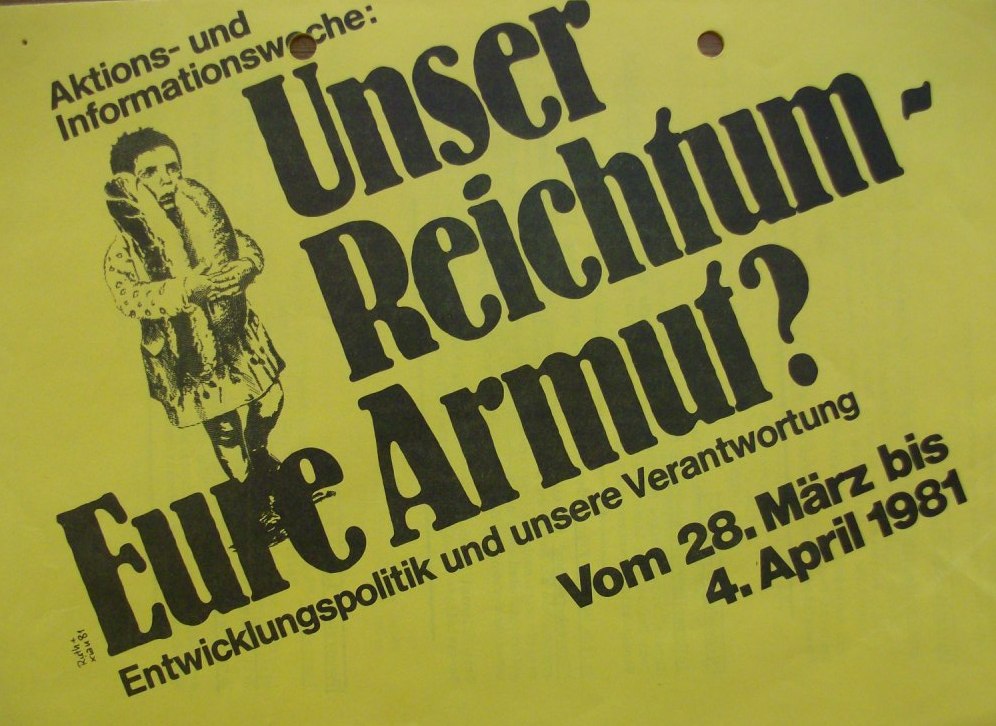 Aktions- und
Informationswoche:
Unser
Reichtum-
Eure Armut?
Entwicklungspolitik und unsere Verantwortung
Vom 28. März bis
4. April 1981